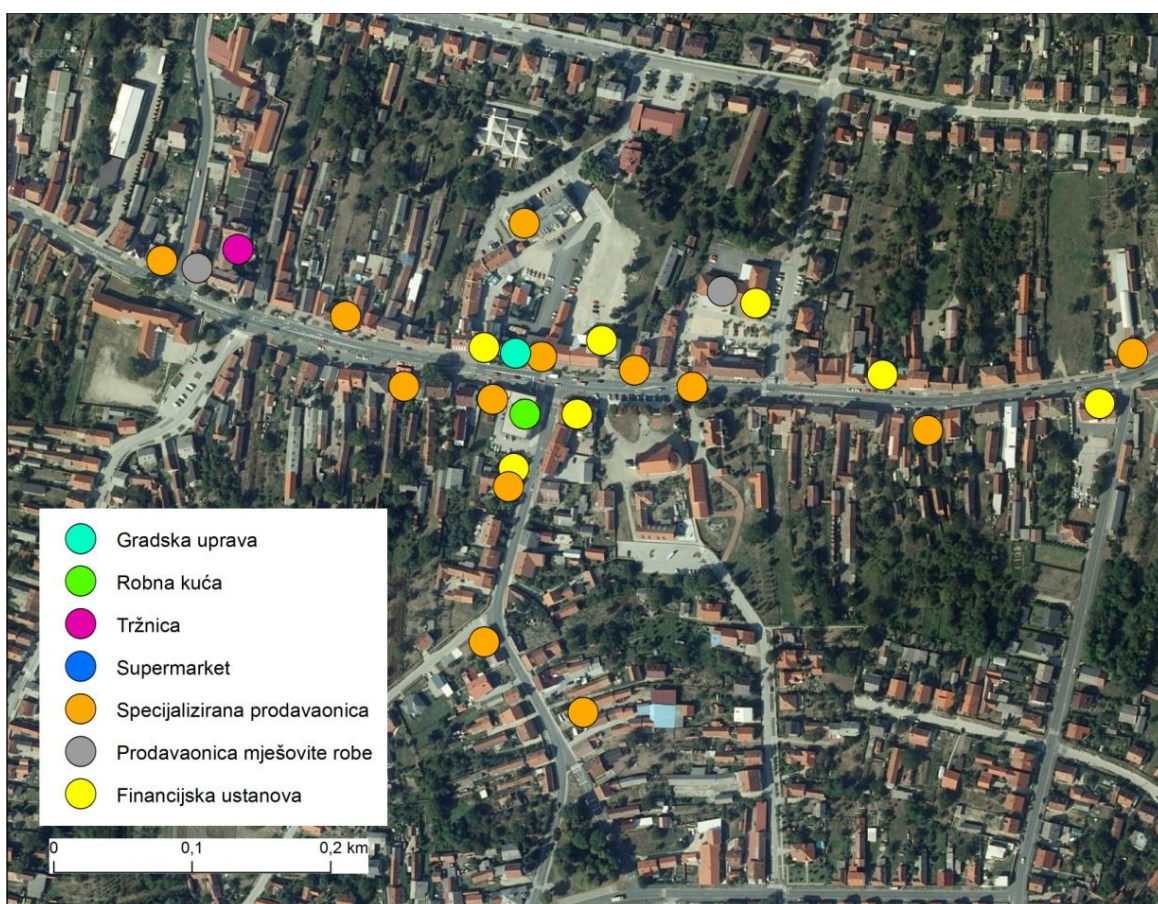 Gradska uprava
Robna kuća
Tržnica
Supermarket
Specijalizirana prodavaonica
Prodavaonica mješovite robe
Financijska ustanova
0 0,1 0,2 km